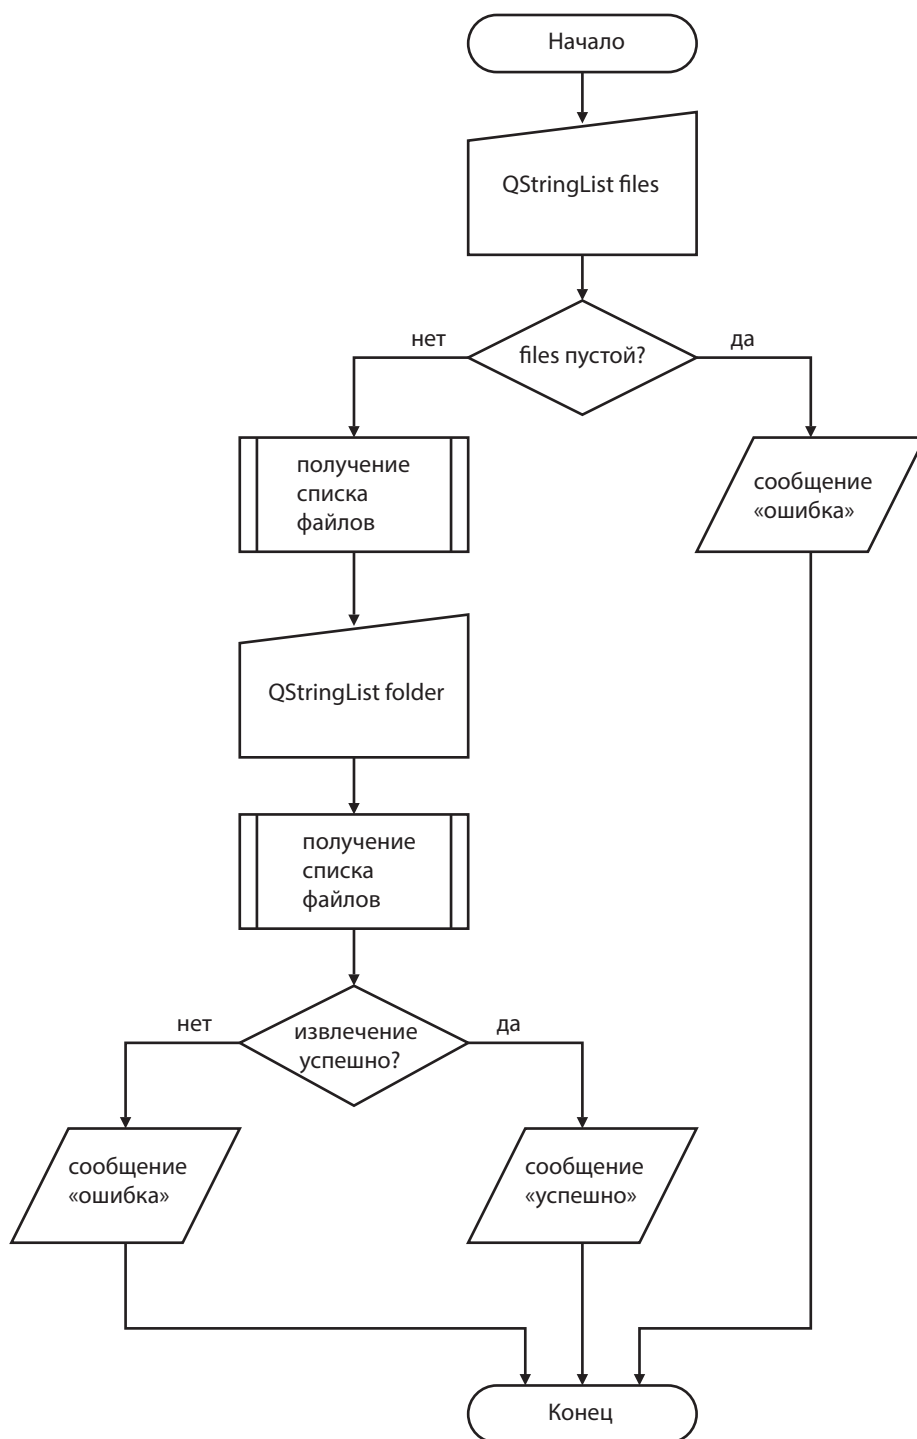 Начало
QStringList files
files пустой?
нет
да
получение
списка
файлов
сообщение
«ошибка»
QStringList folder
получение
списка
файлов
извлечение
успешно?
нет
да
сообщение
«ошибка»
сообщение
«успешно»
Конец